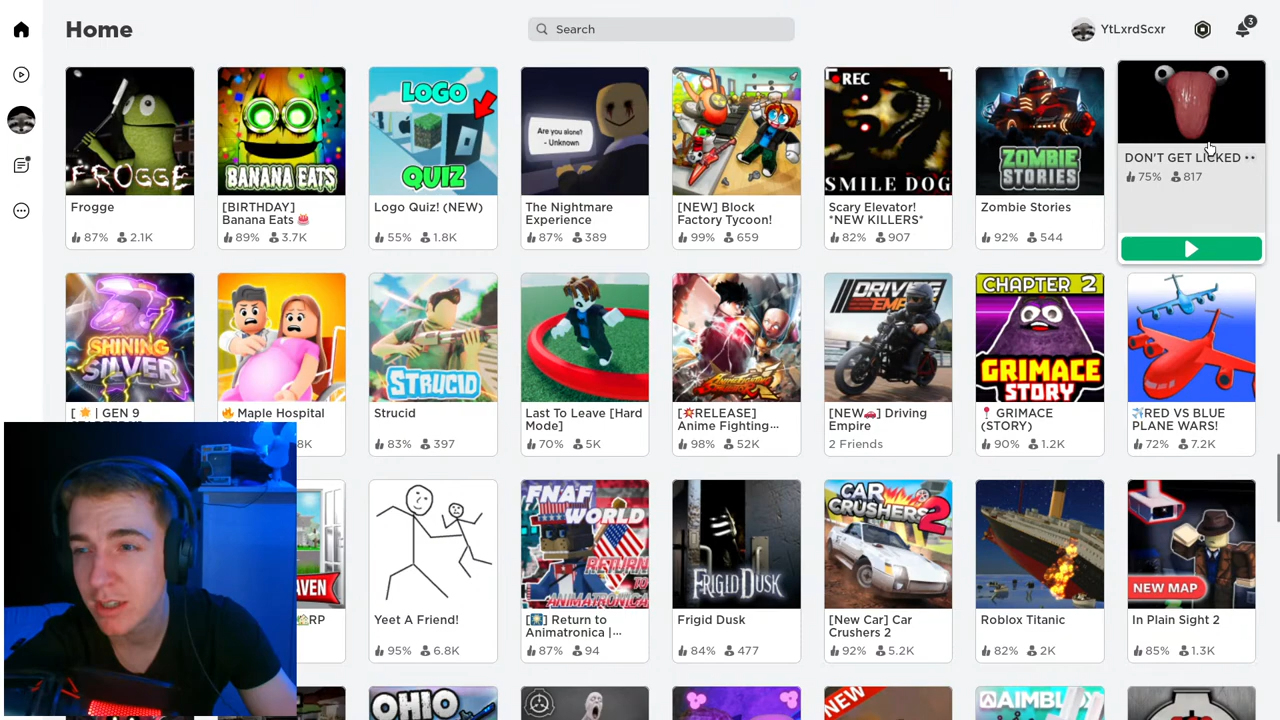 Home
Search
YtLxrdScxr
3
FROGGE
BANANA EATS
LOGO
QUIZ
Are you alone?
- Unknown
REC
SMILE DOG
ZOMBIE
STORIES
DON'T GET LICKED
75% 817
Frogge
87% 2.1K
[BIRTHDAY]
Banana Eats
89% 3.7K
Logo Quiz! (NEW)
55% 1.8K
The Nightmare
Experience
87% 389
[NEW] Block
Factory Tycoon!
99% 659
Scary Elevator!
*NEW KILLERS*
82% 907
Zombie Stories
92% 544
SHINING
SILVER
STRUCID
DRIVING
EMPIRE
CHAPTER 2
GRIMACE
STORY
[ | GEN 9
Maple Hospital
8K
Strucid
83% 397
Last To Leave [Hard
Mode]
70% 5K
[RELEASE]
Anime Fighting...
98% 52K
[NEW] Driving
Empire
2 Friends
GRIMACE
(STORY)
90% 1.2K
RED VS BLUE
PLANE WARS!
72% 7.2K
AVEN
FNAF
WORLD
RETURN
TO
ANIMATRONICA
FRIGID DUSK
CAR
CRUSHERS 2
NEW MAP
RP
Yeet A Friend!
95% 6.8K
[] Return to
Animatronica |...
87% 94
Frigid Dusk
84% 477
[New Car] Car
Crushers 2
92% 5.2K
Roblox Titanic
82% 2K
In Plain Sight 2
85% 1.3K
OHIO
NEW
AIMBLOX